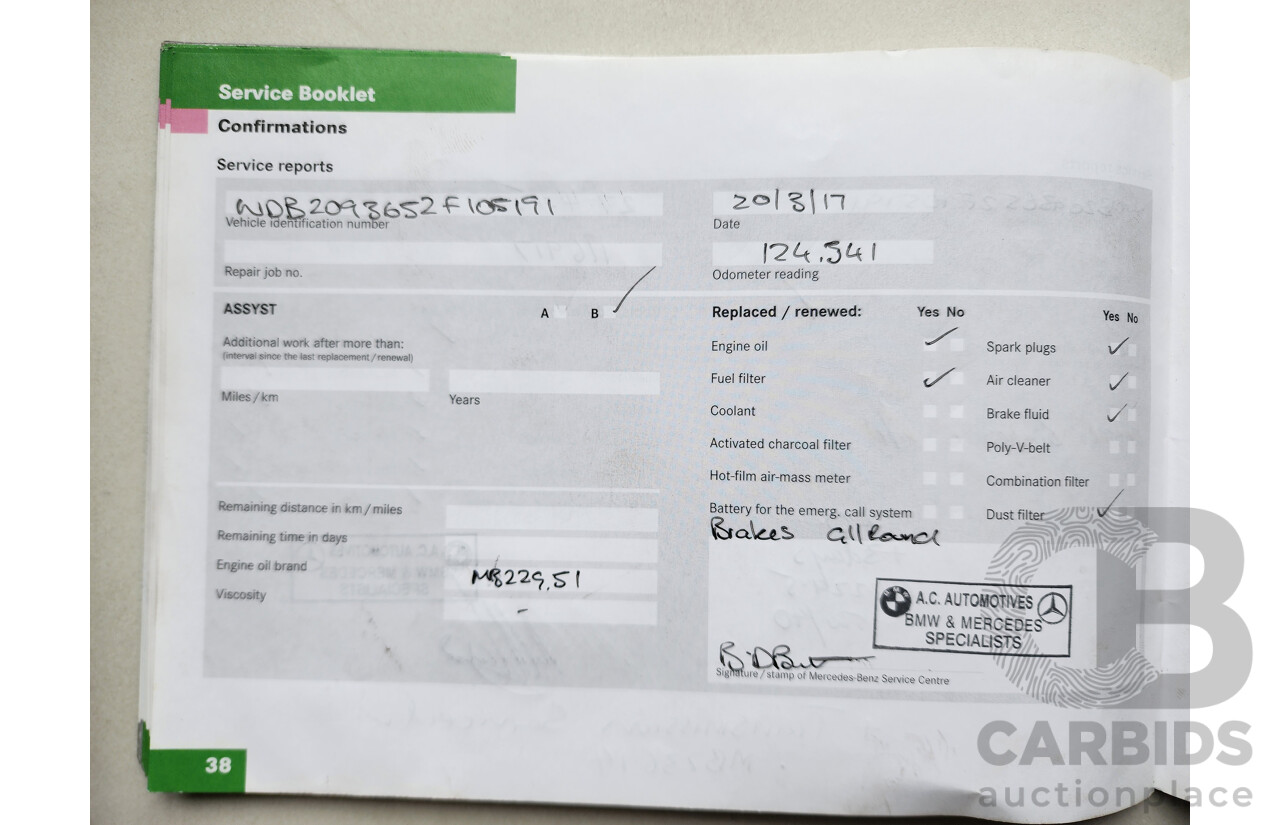 Service Booklet
Confirmations
Service reports
WDB2093652F105191
Vehicle identification number
20/3/17
Date
Repair job no.
124.541
Odometer reading
ASSYST
A B
Additional work after more than:
(interval since the last replacement/renewal)
Miles/km
Years
Replaced / renewed: Yes No
Yes No
Engine oil
Spark plugs
Fuel filter
Air cleaner
Coolant
Brake fluid
Activated charcoal filter
Poly-V-belt
Hot-film air-mass meter
Combination filter
Battery for the emerg. call system
Dust filter
Brakes all Round
Remaining distance in km/miles
Remaining time in days
Engine oil brand
MB229.51
Viscosity
-
A.C. AUTOMOTIVES
BMW & MERCEDES
SPECIALISTS
Signature/stamp of Mercedes-Benz Service Centre
38
CARBIDS
auctionplace